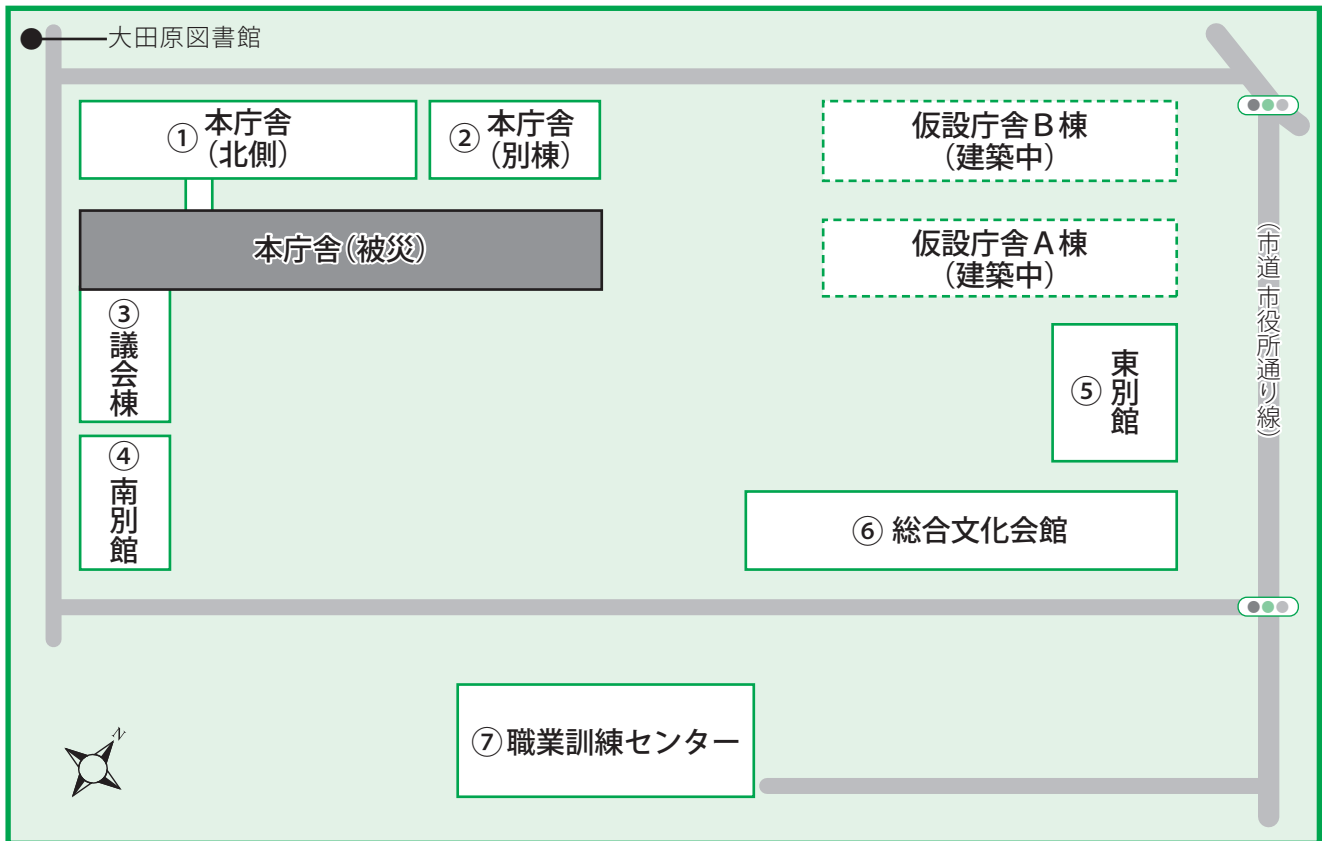 大田原図書館
① 本庁舎
（北側）
② 本庁舎
（別棟）
仮設庁舎Ｂ棟
（建築中）
本庁舎（被災）
仮設庁舎Ａ棟
（建築中）
（市道 市役所通り線）
③議会棟
⑤東別館
④南別館
⑥ 総合文化会館
⑦職業訓練センター
N